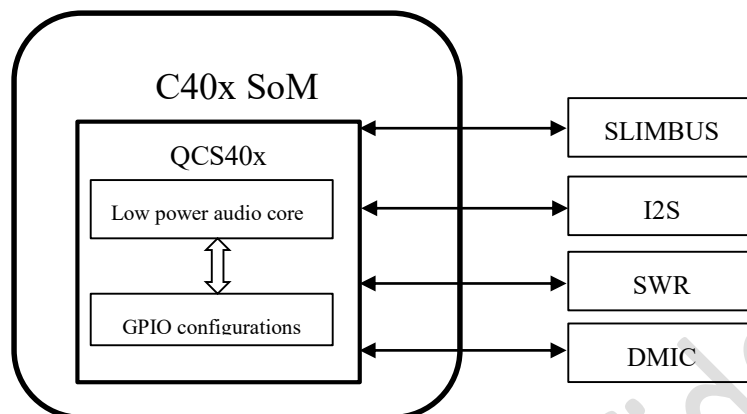 C40x SoM
QCS40x
Low power audio core
GPIO configurations
SLIMBUS
I2S
SWR
DMIC